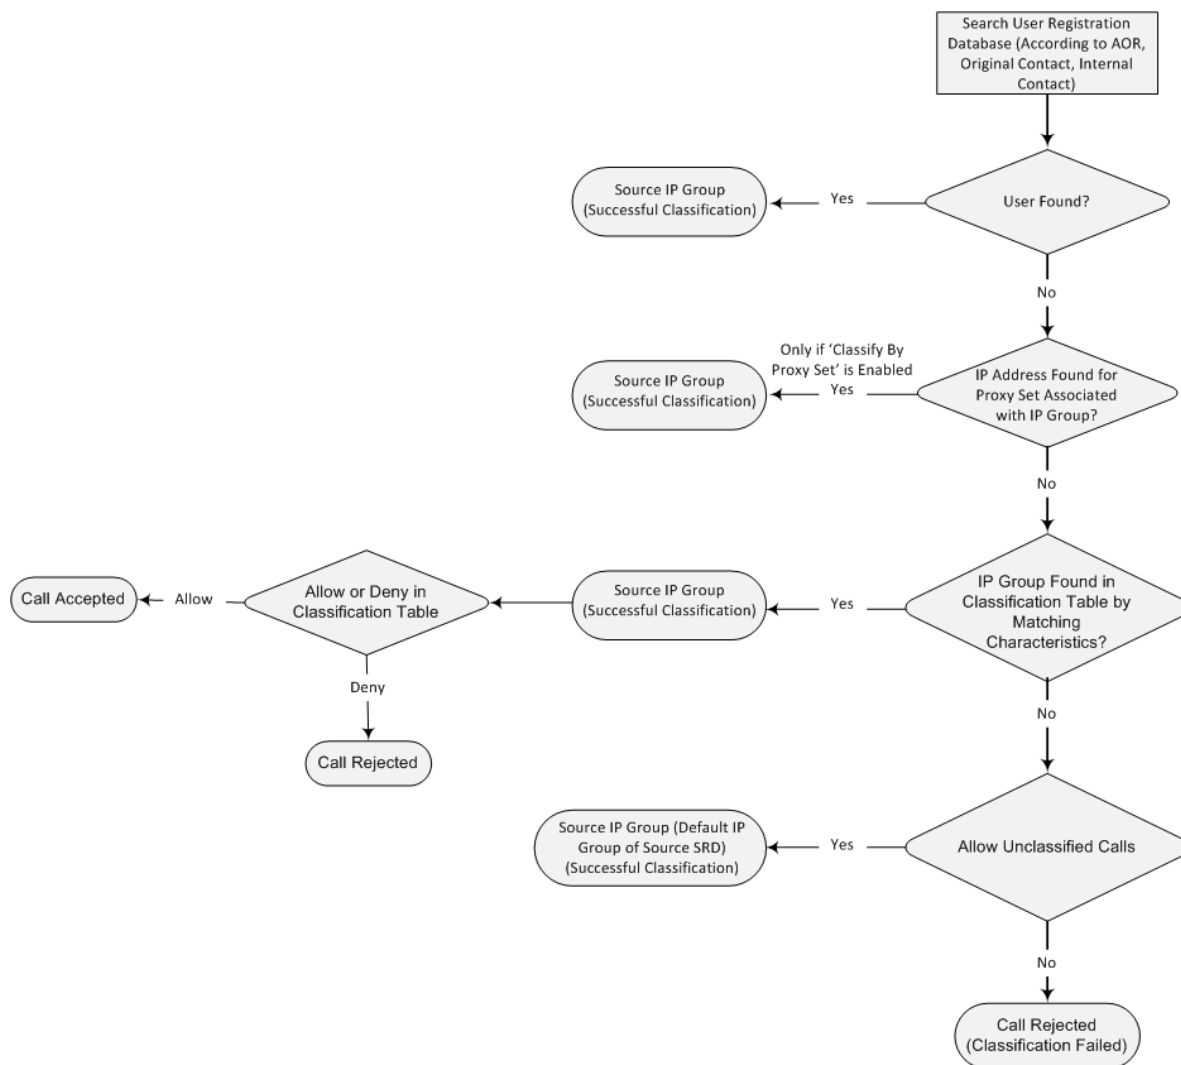 Search User Registration
Database (According to AOR,
Original Contact, Internal
Contact)
Source IP Group
(Successful Classification)
Yes
User Found?
No
Only if ‘Classify By
Proxy Set’ is Enabled
Source IP Group
(Successful Classification)
Yes
IP Address Found for
Proxy Set Associated
with IP Group?
No
Call Accepted
Allow
Allow or Deny in
Classification Table
Source IP Group
(Successful Classification)
Yes
IP Group Found in
Classification Table by
Matching
Characteristics?
Deny
No
Call Rejected
Source IP Group (Default IP
Group of Source SRD)
(Successful Classification)
Yes
Allow Unclassified Calls
No
Call Rejected
(Classification Failed)